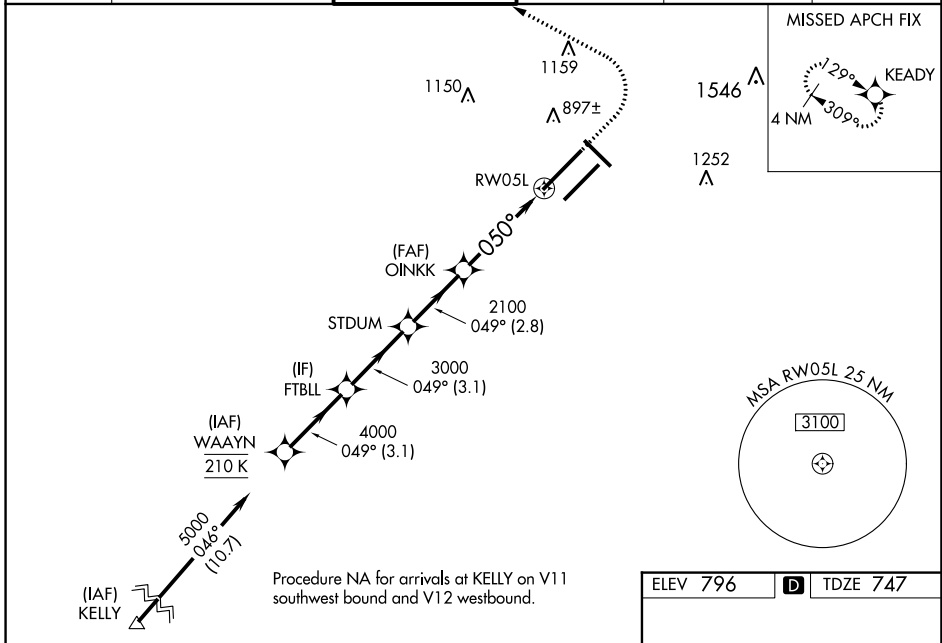 MISSED APCH FIX
129°
KEADY
4 NM
309°
1159
1150
1546
897±
1252
RW05L
050°
(FAF)
OINKK
2100
049° (2.8)
STDUM
3000
049° (3.1)
(IF)
FTBLL
4000
049° (3.1)
(IAF)
WAAYN
210 K
MSA RW05L 25 NM
3100
5000
046°
(10.7)
(IAF)
KELLY
Procedure NA for arrivals at KELLY on V11
southwest bound and V12 westbound.
ELEV 796 D TDZE 747